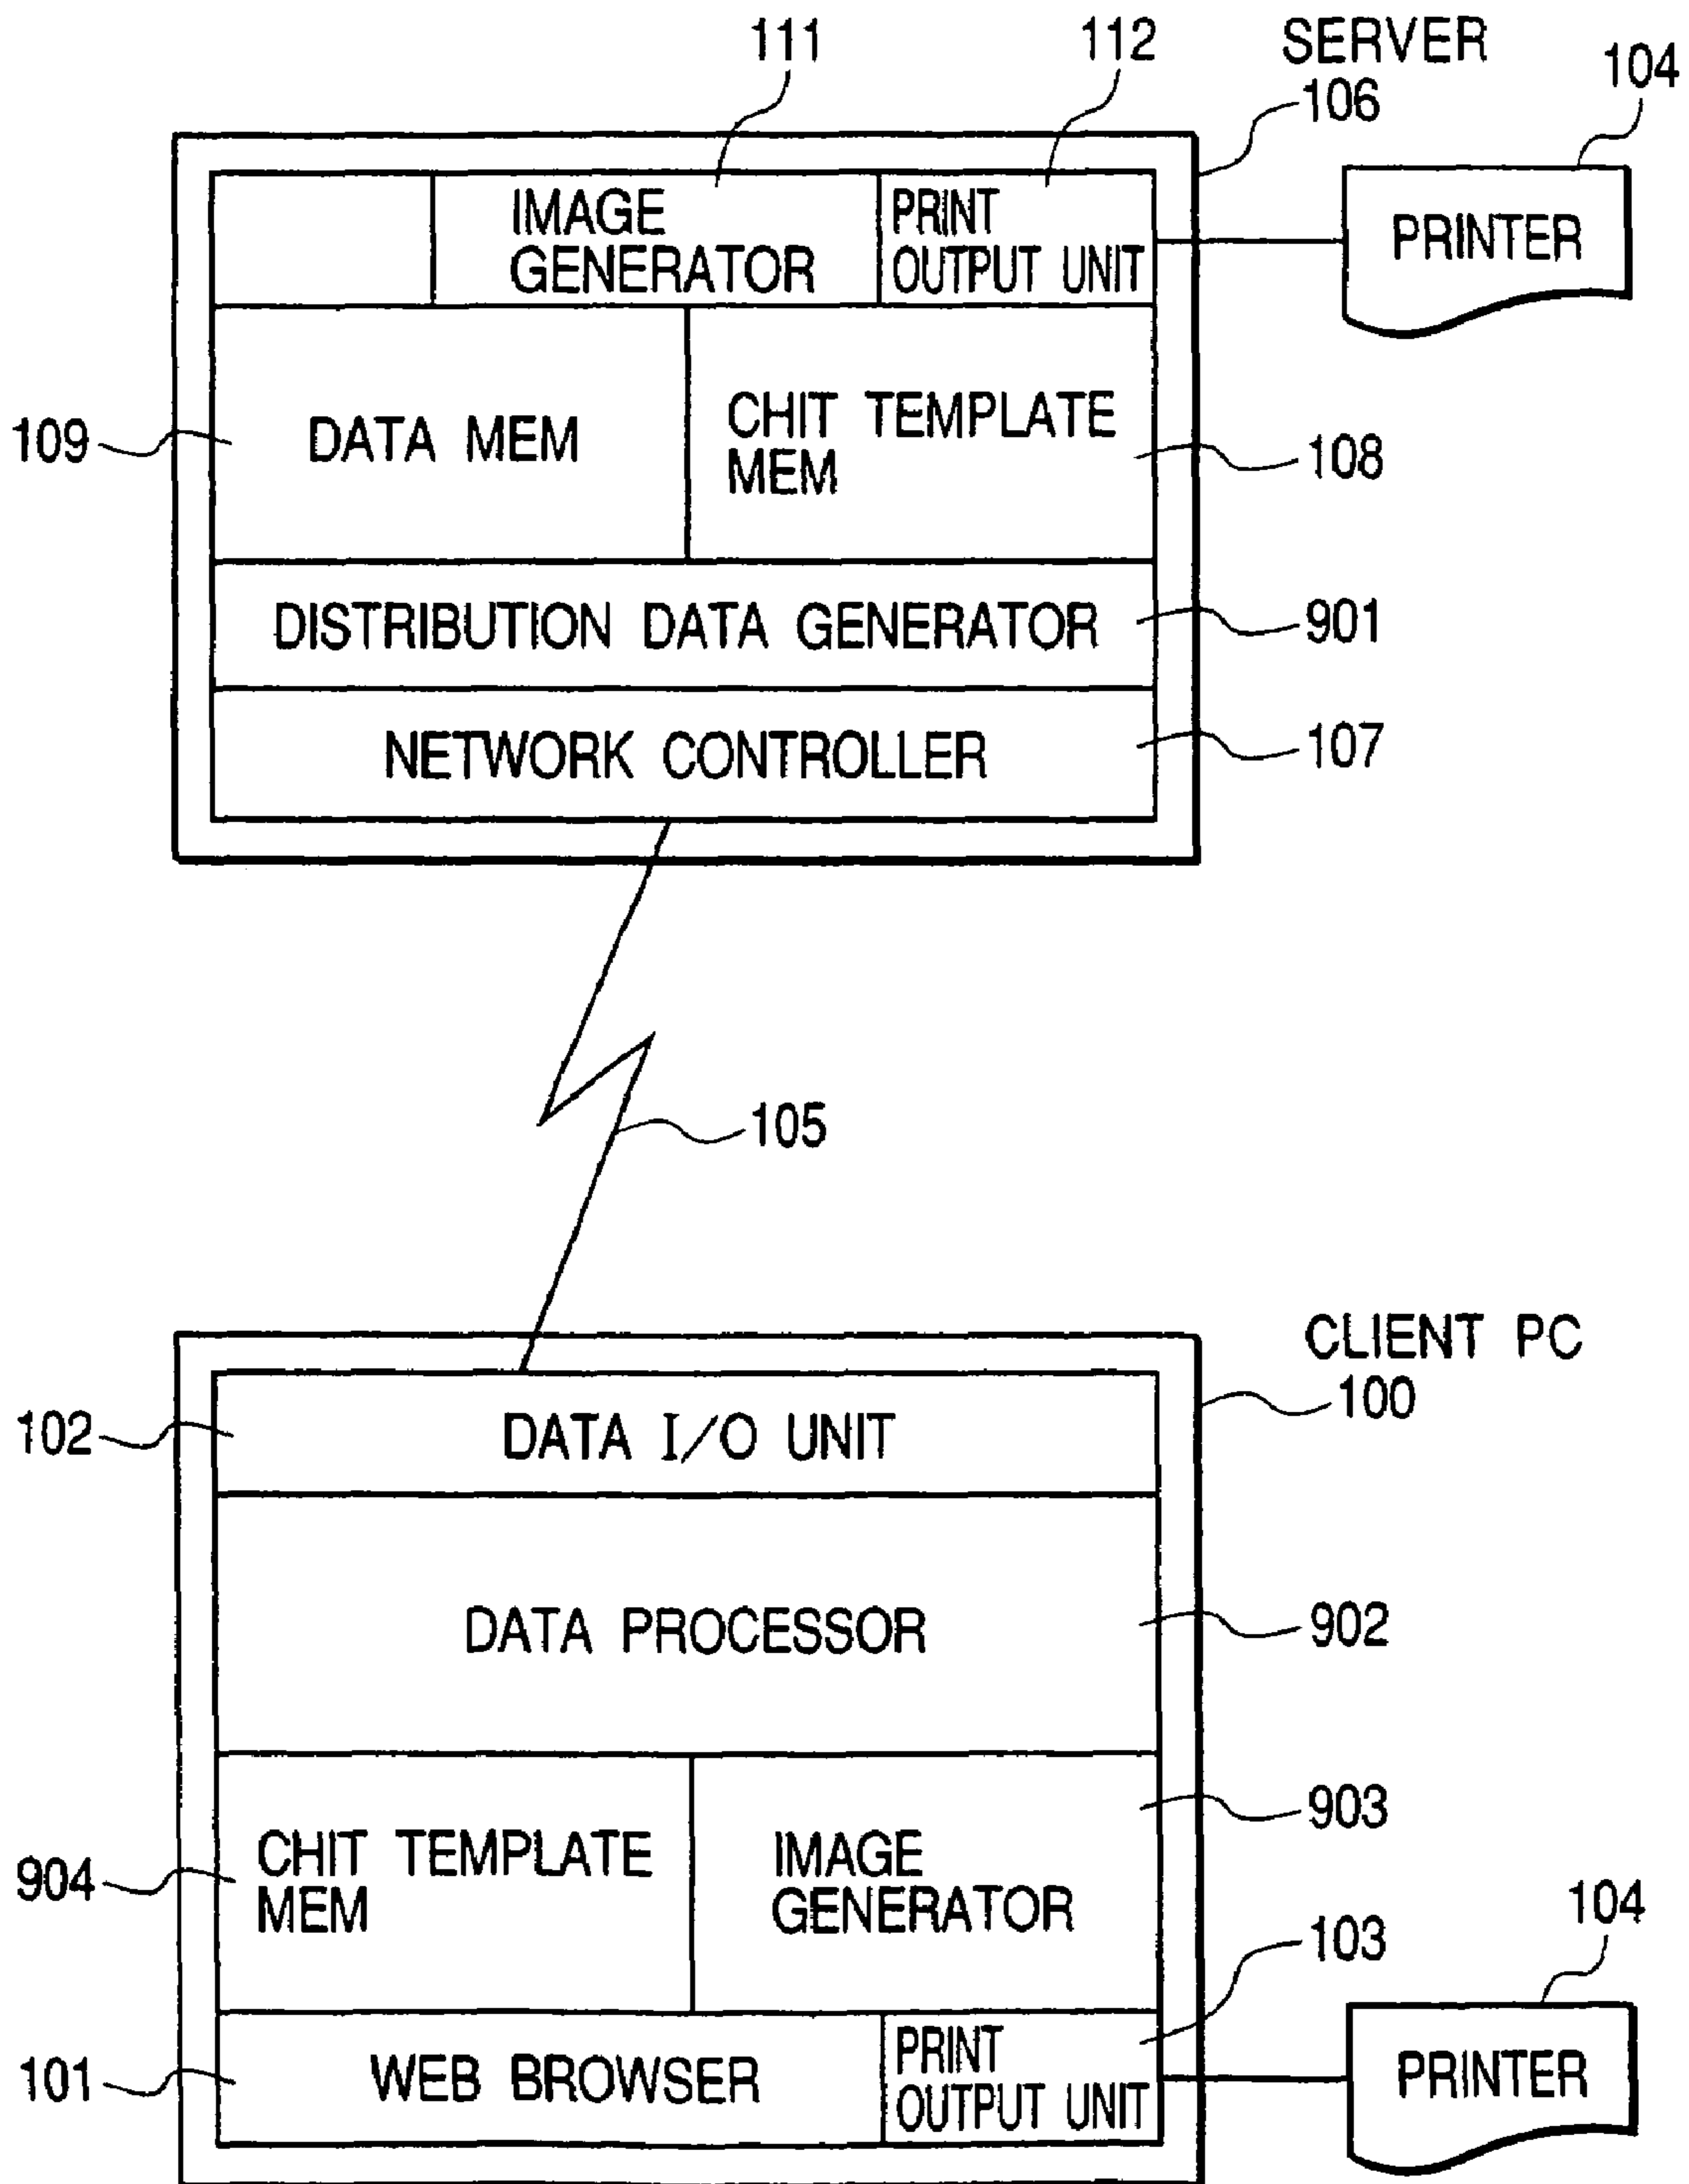 111
112
SERVER
106
104
IMAGE
GENERATOR
PRINT
OUTPUT UNIT
PRINTER
109
DATA MEM
CHIT TEMPLATE
MEM
108
DISTRIBUTION DATA GENERATOR
901
NETWORK CONTROLLER
107
105
CLIENT PC
100
102
DATA I/O UNIT
DATA PROCESSOR
902
903
904
CHIT TEMPLATE
MEM
IMAGE
GENERATOR
103
104
101
WEB BROWSER
PRINT
OUTPUT UNIT
PRINTER